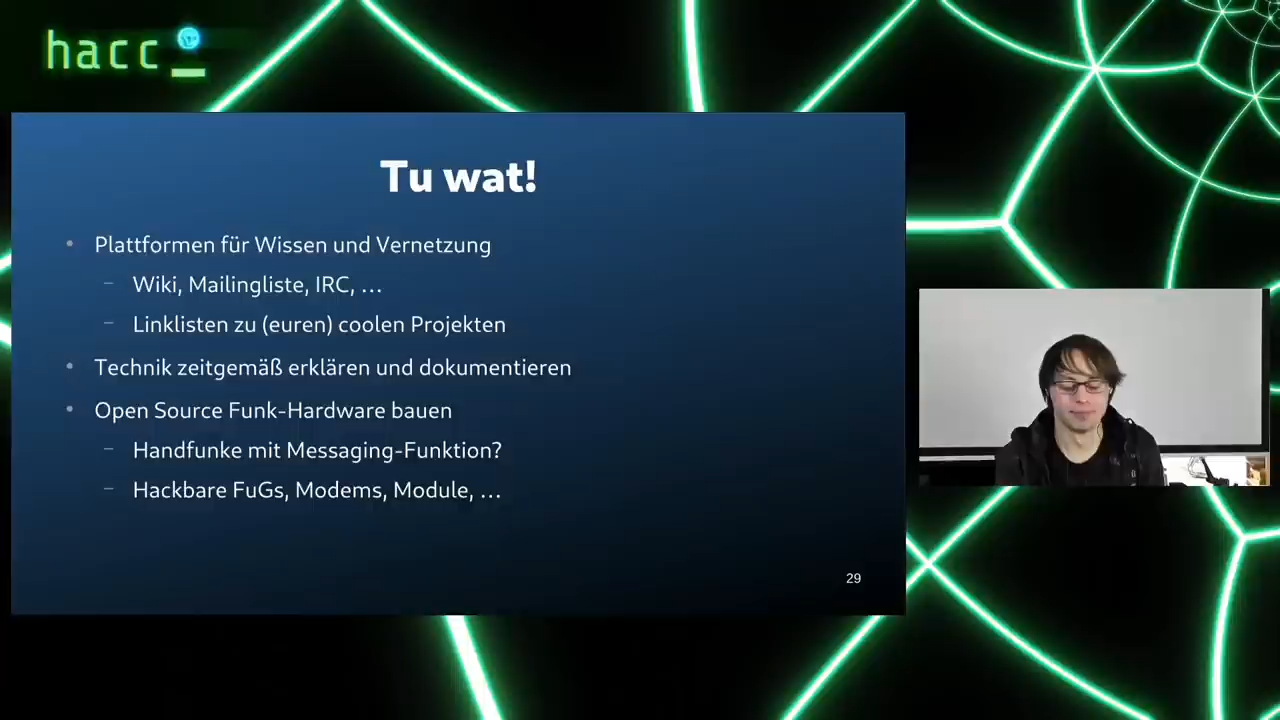 hacc
Tu wat!
• Plattformen für Wissen und Vernetzung
– Wiki, Mailingliste, IRC, …
– Linklisten zu (euren) coolen Projekten
• Technik zeitgemäß erklären und dokumentieren
• Open Source Funk-Hardware bauen
– Handfunke mit Messaging-Funktion?
– Hackbare FuGs, Modems, Module, …
29